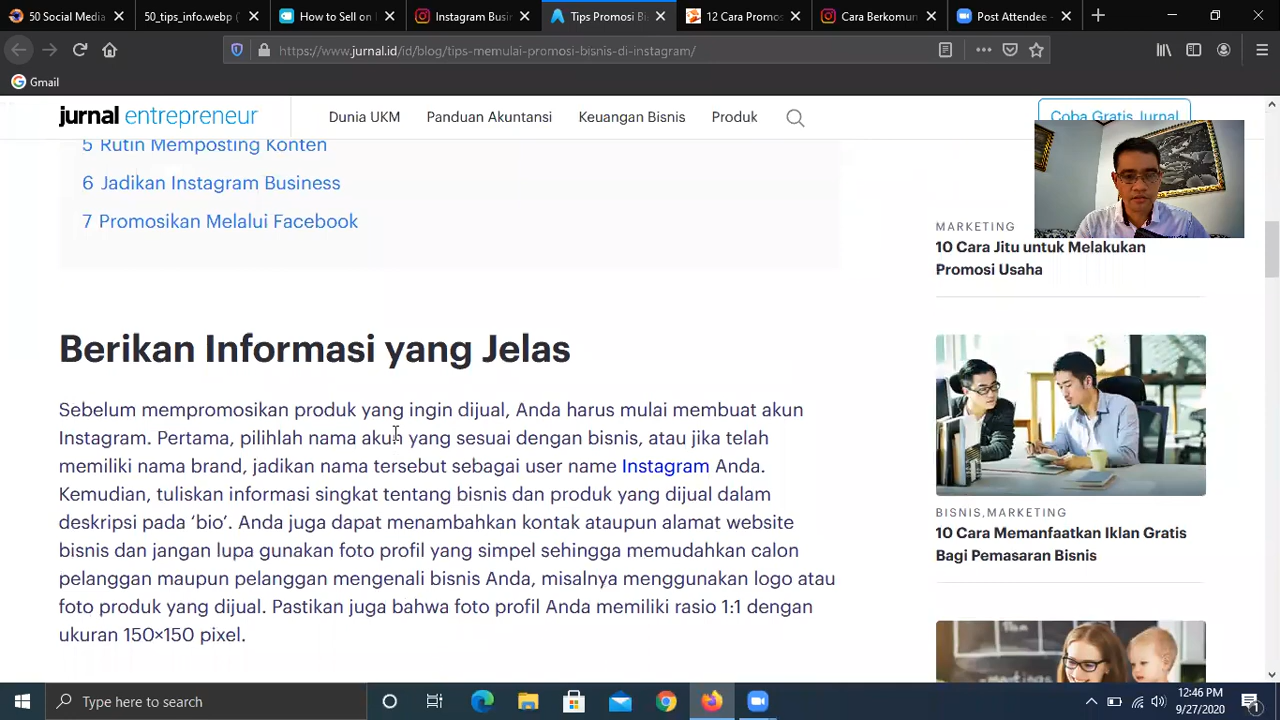 50 Social Media
50_tips_info.webp (
How to Sell on I
Instagram Busin
Tips Promosi Bi
12 Cara Promos
Cara Berkomun
Post Attendee -
https://www.jurnal.id/id/blog/tips-memulai-promosi-bisnis-di-instagram/
Gmail
jurnal entrepreneur
Dunia UKM
Panduan Akuntansi
Keuangan Bisnis
Produk
Coba Gratis Jurnal
5 Rutin Memposting Konten
6 Jadikan Instagram Business
7 Promosikan Melalui Facebook
Berikan Informasi yang Jelas
Sebelum mempromosikan produk yang ingin dijual, Anda harus mulai membuat akun
Instagram. Pertama, pilihlah nama akun yang sesuai dengan bisnis, atau jika telah
memiliki nama brand, jadikan nama tersebut sebagai user name Instagram Anda.
Kemudian, tuliskan informasi singkat tentang bisnis dan produk yang dijual dalam
deskripsi pada ‘bio’. Anda juga dapat menambahkan kontak ataupun alamat website
bisnis dan jangan lupa gunakan foto profil yang simpel sehingga memudahkan calon
pelanggan maupun pelanggan mengenali bisnis Anda, misalnya menggunakan logo atau
foto produk yang dijual. Pastikan juga bahwa foto profil Anda memiliki rasio 1:1 dengan
ukuran 150×150 pixel.
MARKETING
10 Cara Jitu untuk Melakukan
Promosi Usaha
BISNIS,MARKETING
10 Cara Memanfaatkan Iklan Gratis
Bagi Pemasaran Bisnis
Type here to search
12:46 PM
9/27/2020